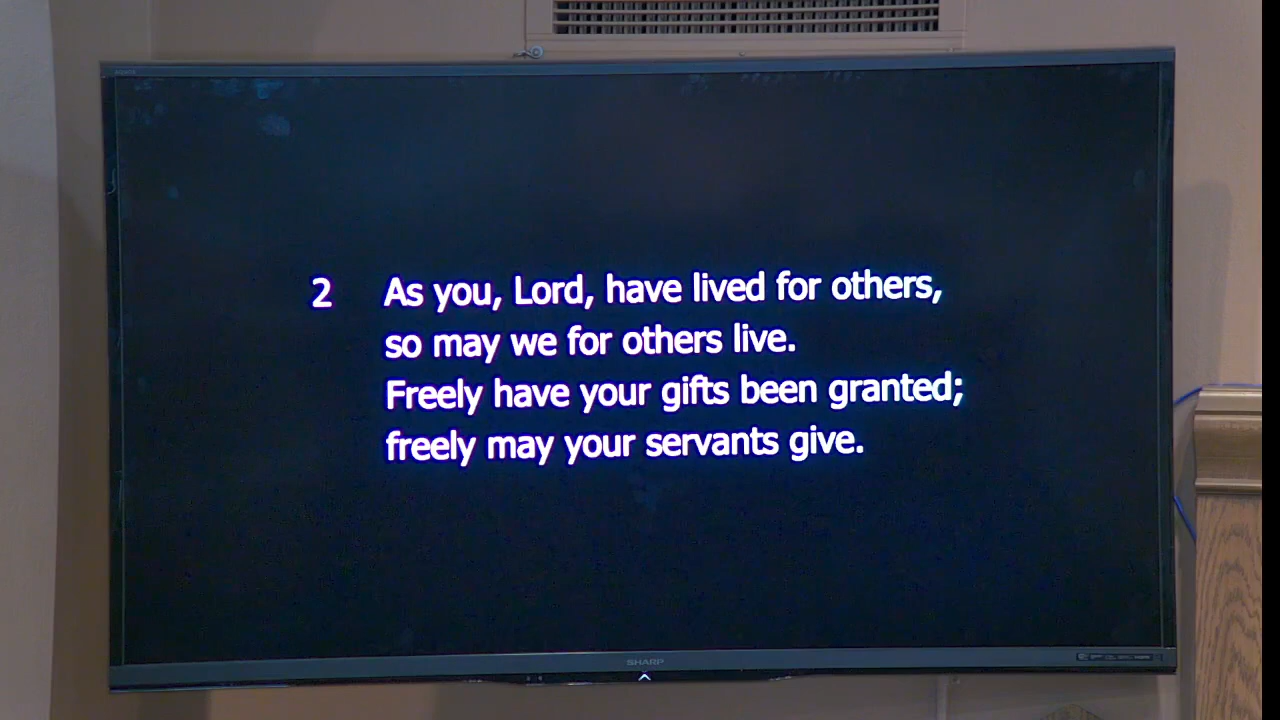 2 As you, Lord, have lived for others,
so may we for others live.
Freely have your gifts been granted;
freely may your servants give.
SHARP